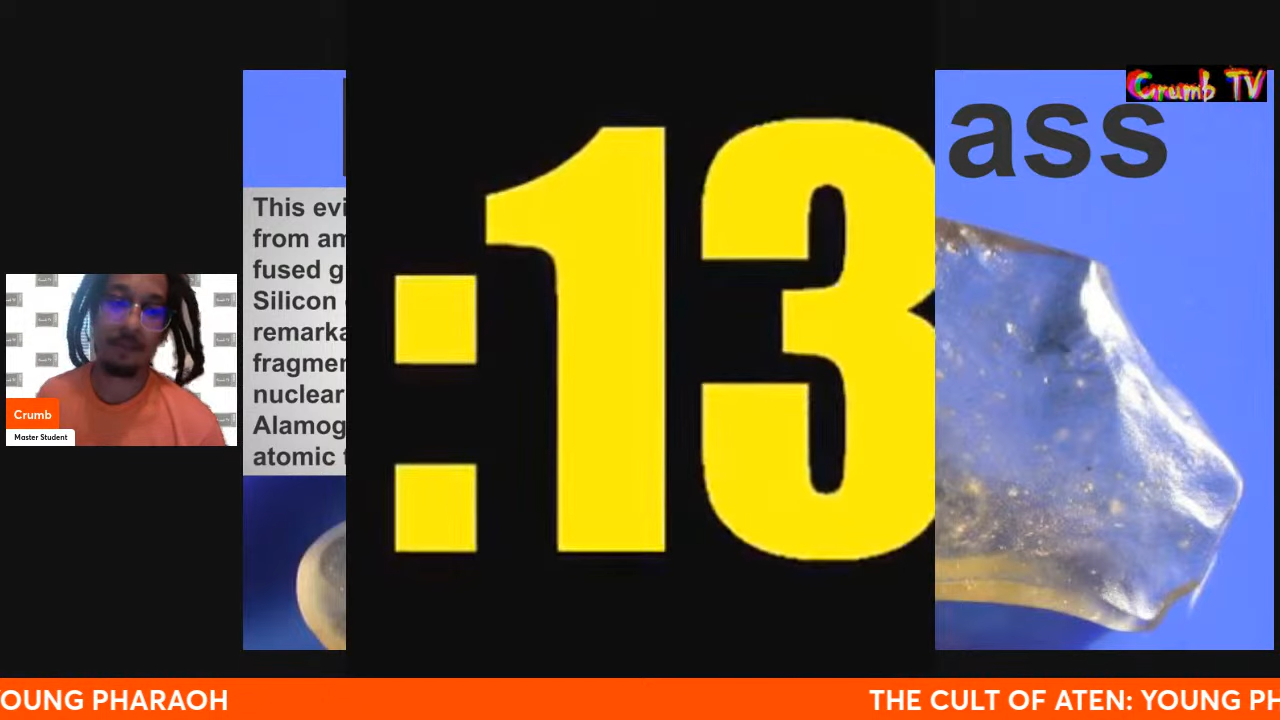 Crumb TV
ass
:13
This evi
from am
fused g
Silicon
remarka
fragmen
nuclear
Alamog
atomic
Crumb
Master Student
OUNG PHARAOH
THE CULT OF ATEN: YOUNG PH